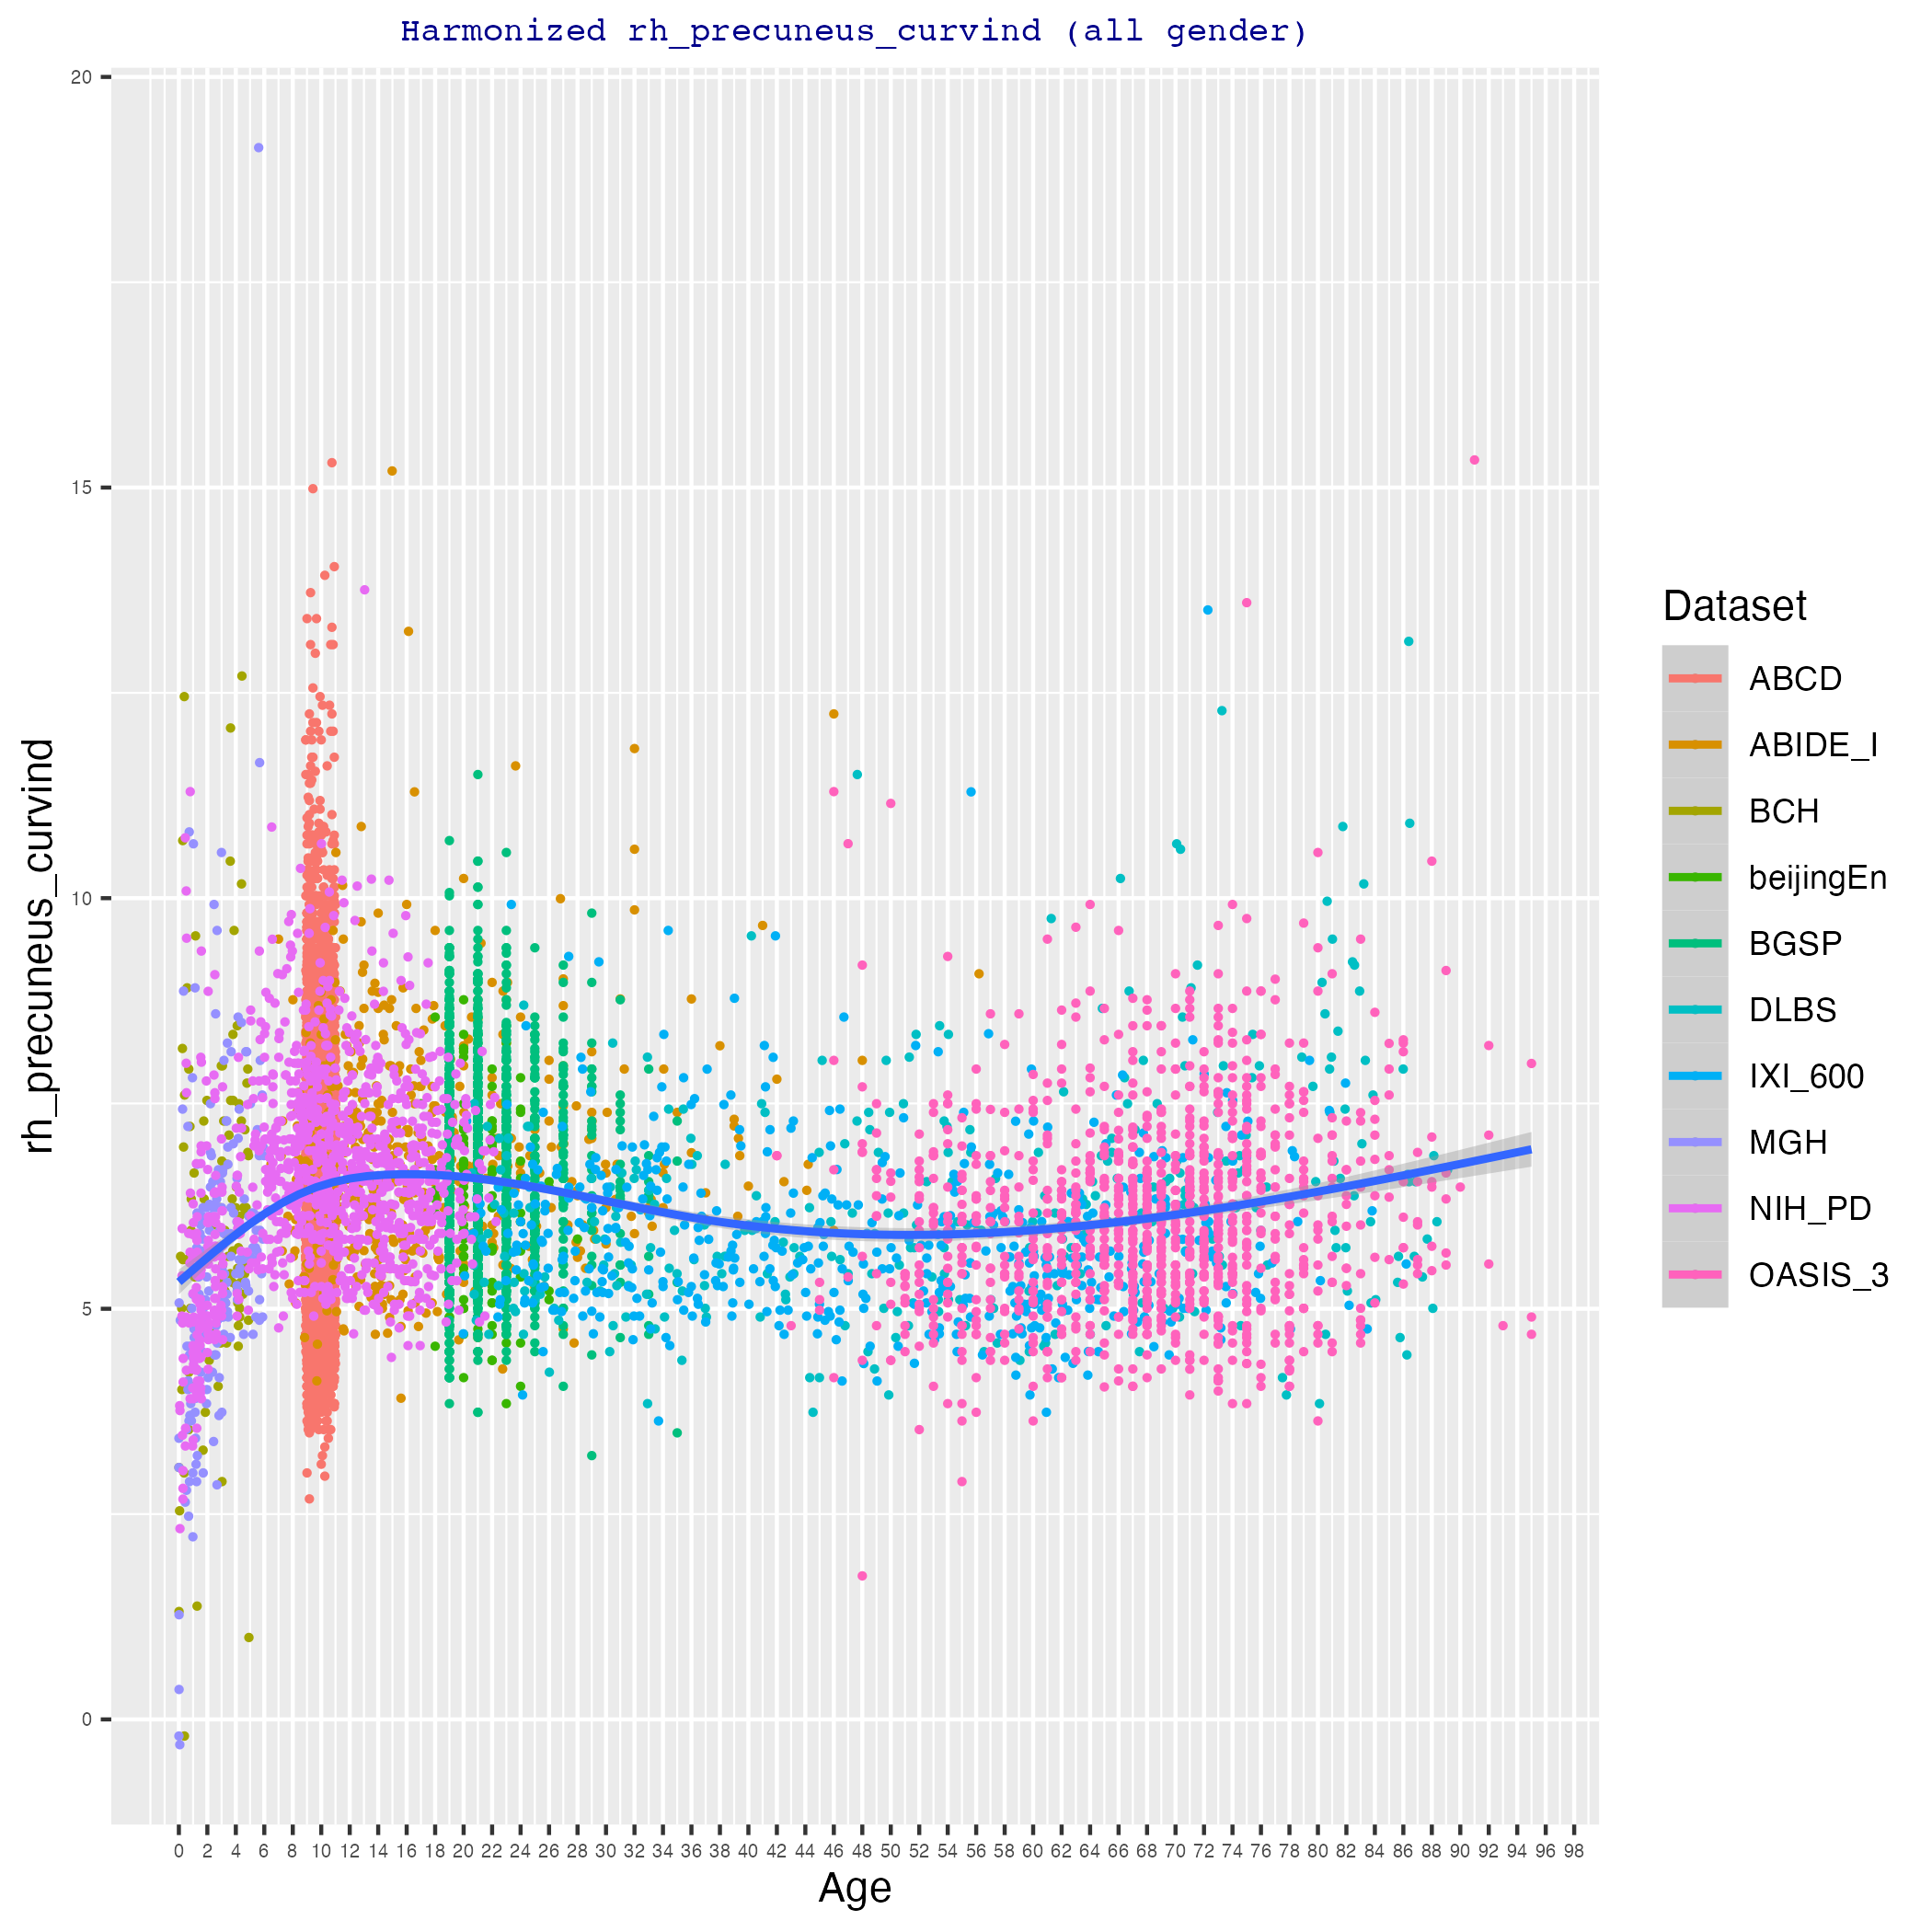 Harmonized rh_precuneus_curvind (all gender)
rh_precuneus_curvind
20
15
10
5
0
0 2 4 6 8 10 12 14 16 18 20 22 24 26 28 30 32 34 36 38 40 42 44 46 48 50 52 54 56 58 60 62 64 66 68 70 72 74 76 78 80 82 84 86 88 90 92 94 96 98
Age
Dataset
ABCD
ABIDE_I
BCH
beijingEn
BGSP
DLBS
IXI_600
MGH
NIH_PD
OASIS_3